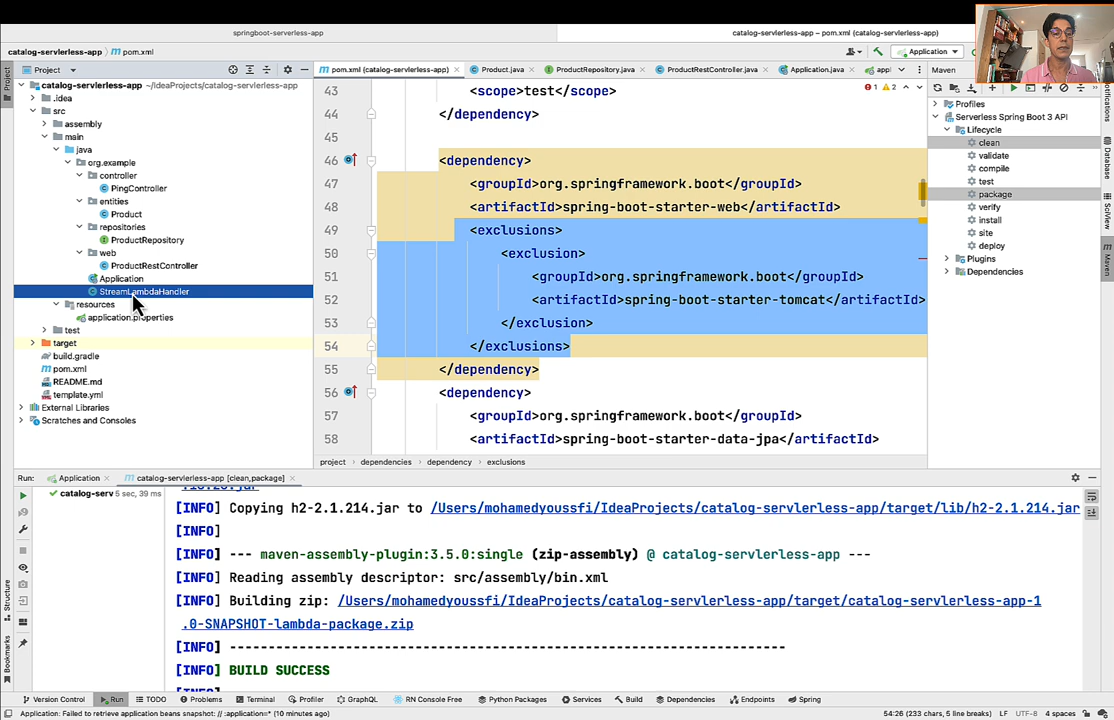 springboot-serverless-app
catalog-servlerless-app – pom.xml (catalog-servlerless-app)
catalog-servlerless-app
pom.xml
Application
Project
pom.xml (catalog-servlerless-app)
Product.java
ProductRepository.java
ProductRestController.java
Application.java
appl
Maven
Project
catalog-servlerless-app ~/IdeaProjects/catalog-servlerless-app
.idea
src
assembly
main
java
org.example
controller
PingController
entities
Product
repositories
ProductRepository
web
ProductRestController
Application
StreamLambdaHandler
resources
application.properties
test
target
build.gradle
pom.xml
README.md
template.yml
External Libraries
Scratches and Consoles
1 2
43 <scope>test</scope>
44 </dependency>
45
46 <dependency>
47 <groupId>org.springframework.boot</groupId>
48 <artifactId>spring-boot-starter-web</artifactId>
49 <exclusions>
50 <exclusion>
51 <groupId>org.springframework.boot</groupId>
52 <artifactId>spring-boot-starter-tomcat</artifactId>
53 </exclusion>
54 </exclusions>
55 </dependency>
56 <dependency>
57 <groupId>org.springframework.boot</groupId>
58 <artifactId>spring-boot-starter-data-jpa</artifactId>
project dependencies dependency exclusions
Profiles
Serverless Spring Boot 3 API
Lifecycle
clean
validate
compile
test
package
verify
install
site
deploy
Plugins
Dependencies
Notifications
Database
SciView
Maven
Run: Application catalog-servlerless-app [clean,package]
catalog-serv 5 sec, 39 ms
[INFO] Copying h2-2.1.214.jar to /Users/mohamedyoussfi/IdeaProjects/catalog-servlerless-app/target/lib/h2-2.1.214.jar
[INFO]
[INFO] --- maven-assembly-plugin:3.5.0:single (zip-assembly) @ catalog-servlerless-app ---
[INFO] Reading assembly descriptor: src/assembly/bin.xml
[INFO] Building zip: /Users/mohamedyoussfi/IdeaProjects/catalog-servlerless-app/target/catalog-servlerless-app-1
.0-SNAPSHOT-lambda-package.zip
[INFO] ------------------------------------------------------------------------
[INFO] BUILD SUCCESS
Structure
Bookmarks
Version Control Run TODO Problems Terminal Profiler GraphQL RN Console Free Python Packages Services Build Dependencies Endpoints Spring
Application: Failed to retrieve application beans snapshot: // :application=* (10 minutes ago)
54:26 (233 chars, 5 line breaks) LF UTF-8 4 spaces